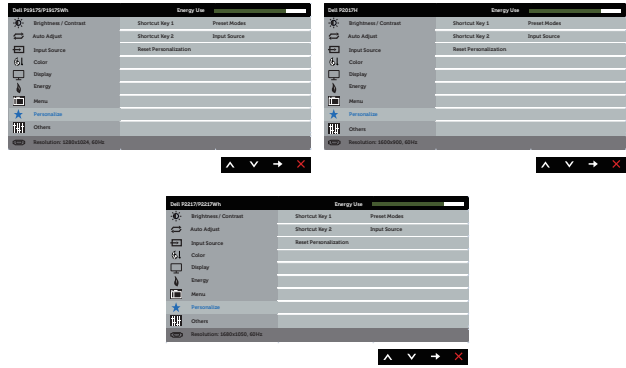 Dell P1917S/P1917SWh Energy Use
Brightness / Contrast Shortcut Key 1 Preset Modes
Auto Adjust Shortcut Key 2 Input Source
Input Source Reset Personalization
Color
Display
Energy
Menu
Personalize
Others
Resolution: 1280x1024, 60Hz
Dell P2017H Energy Use
Brightness / Contrast Shortcut Key 1 Preset Modes
Auto Adjust Shortcut Key 2 Input Source
Input Source Reset Personalization
Color
Display
Energy
Menu
Personalize
Others
Resolution: 1600x900, 60Hz
Dell P2217/P2217Wh Energy Use
Brightness / Contrast Shortcut Key 1 Preset Modes
Auto Adjust Shortcut Key 2 Input Source
Input Source Reset Personalization
Color
Display
Energy
Menu
Personalize
Others
Resolution: 1680x1050, 60Hz